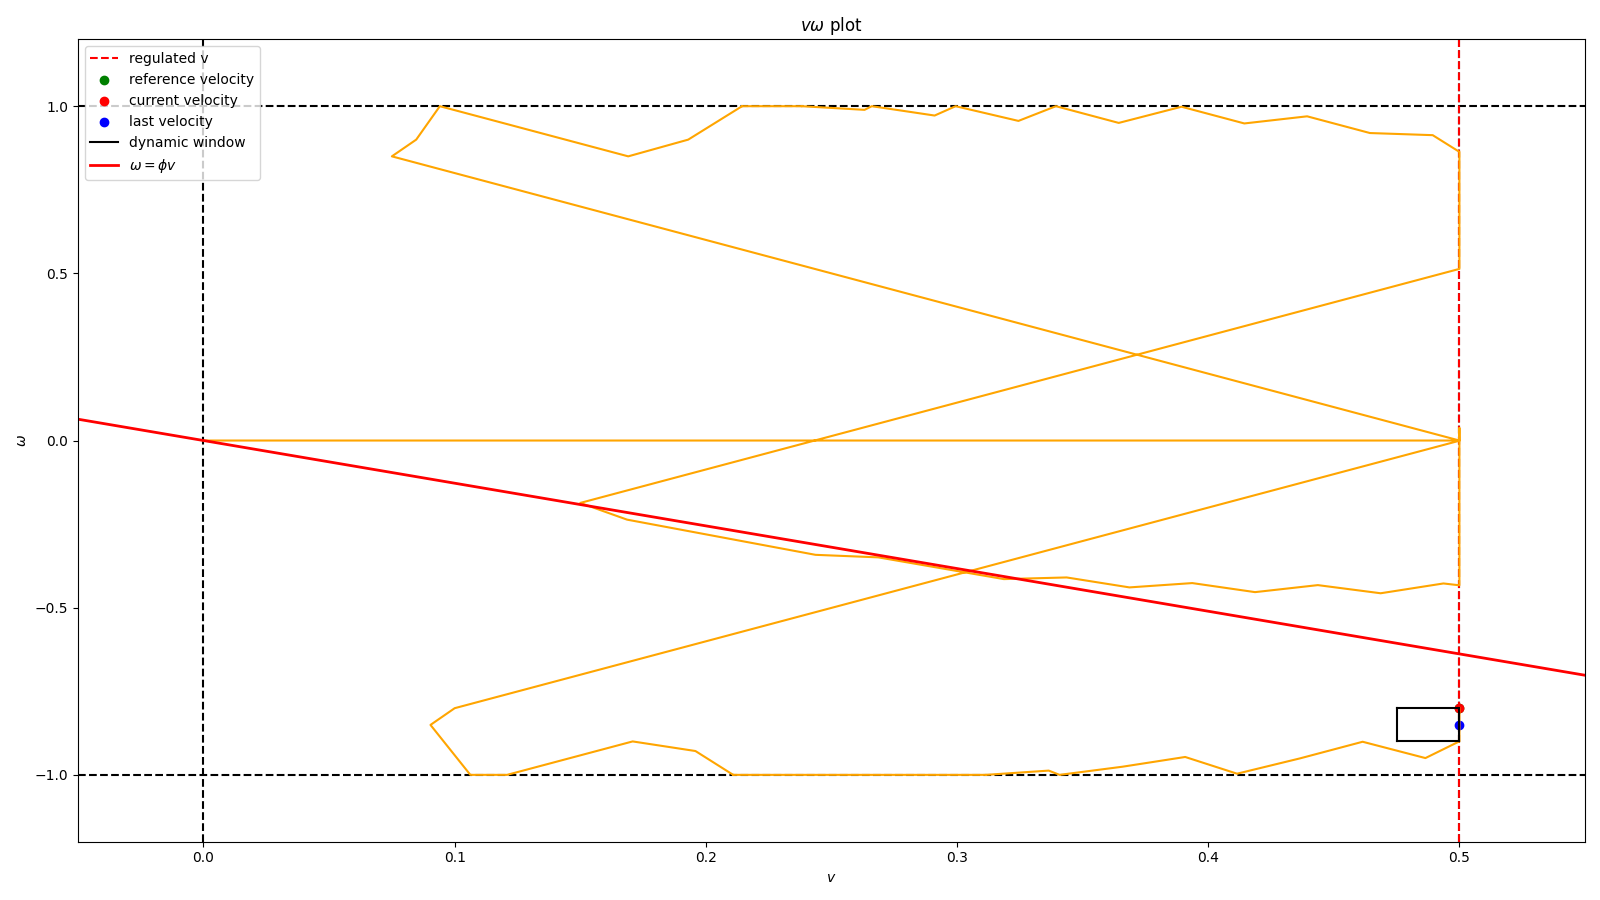 vω plot
regulated v
reference velocity
current velocity
last velocity
dynamic window
ω = ϕv
1.0
0.5
0.0
−0.5
−1.0
ω
0.0 0.1 0.2 0.3 0.4 0.5
v